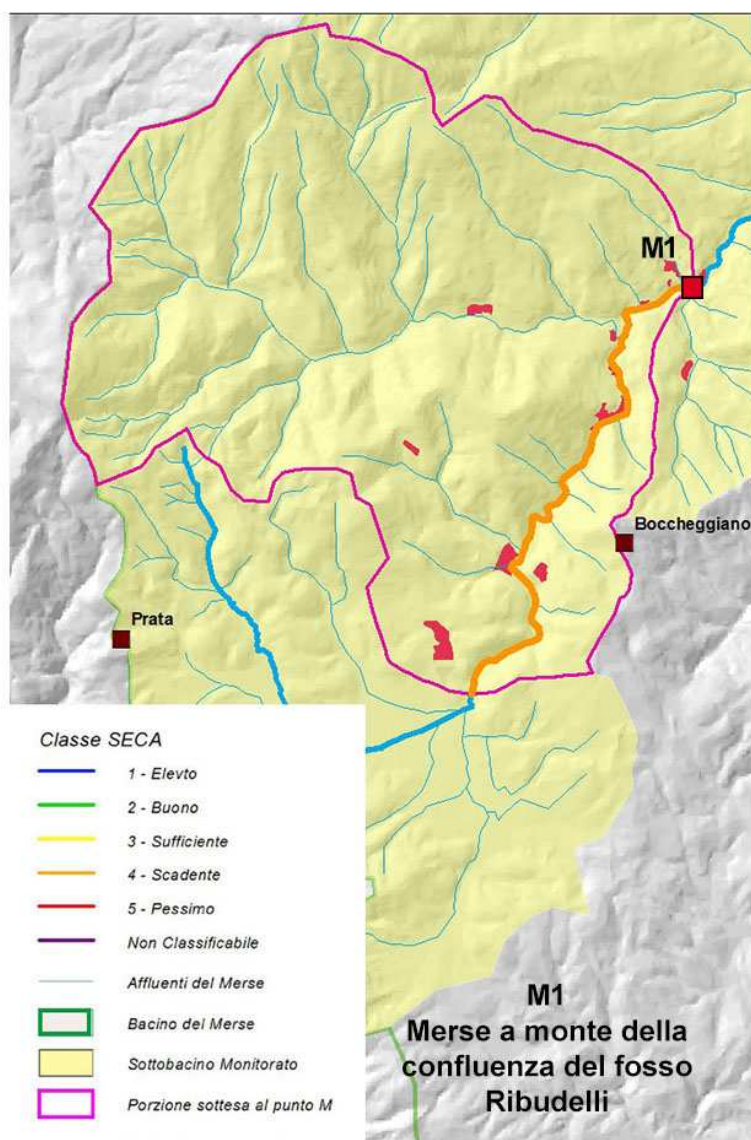 M1
Boccheggiano
Prata
Classe SECA
1 - Elevto
2 - Buono
3 - Sufficiente
4 - Scadente
5 - Pessimo
Non Classificabile
Affluenti del Merse
Bacino del Merse
Sottobacino Monitorato
Porzione sottesa al punto M
M1
Merse a monte della
confluenza del fosso
Ribudelli